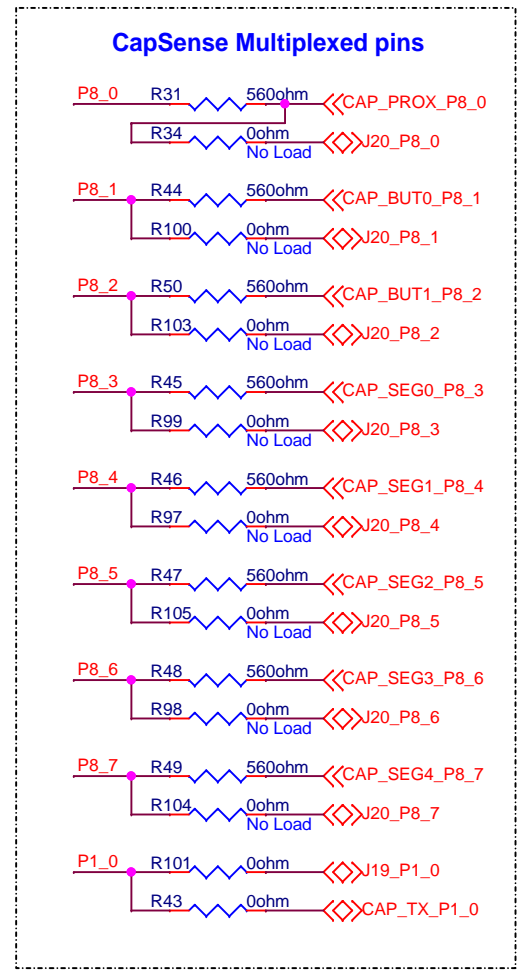 CapSense Multiplexed pins
P8_0 R31 560ohm CAP_PROX_P8_0
R34 0ohm J20_P8_0
No Load
P8_1 R44 560ohm CAP_BUT0_P8_1
R100 0ohm J20_P8_1
No Load
P8_2 R50 560ohm CAP_BUT1_P8_2
R103 0ohm J20_P8_2
No Load
P8_3 R45 560ohm CAP_SEG0_P8_3
R99 0ohm J20_P8_3
No Load
P8_4 R46 560ohm CAP_SEG1_P8_4
R97 0ohm J20_P8_4
No Load
P8_5 R47 560ohm CAP_SEG2_P8_5
R105 0ohm J20_P8_5
No Load
P8_6 R48 560ohm CAP_SEG3_P8_6
R98 0ohm J20_P8_6
No Load
P8_7 R49 560ohm CAP_SEG4_P8_7
R104 0ohm J20_P8_7
No Load
P1_0 R101 0ohm J19_P1_0
R43 0ohm CAP_TX_P1_0